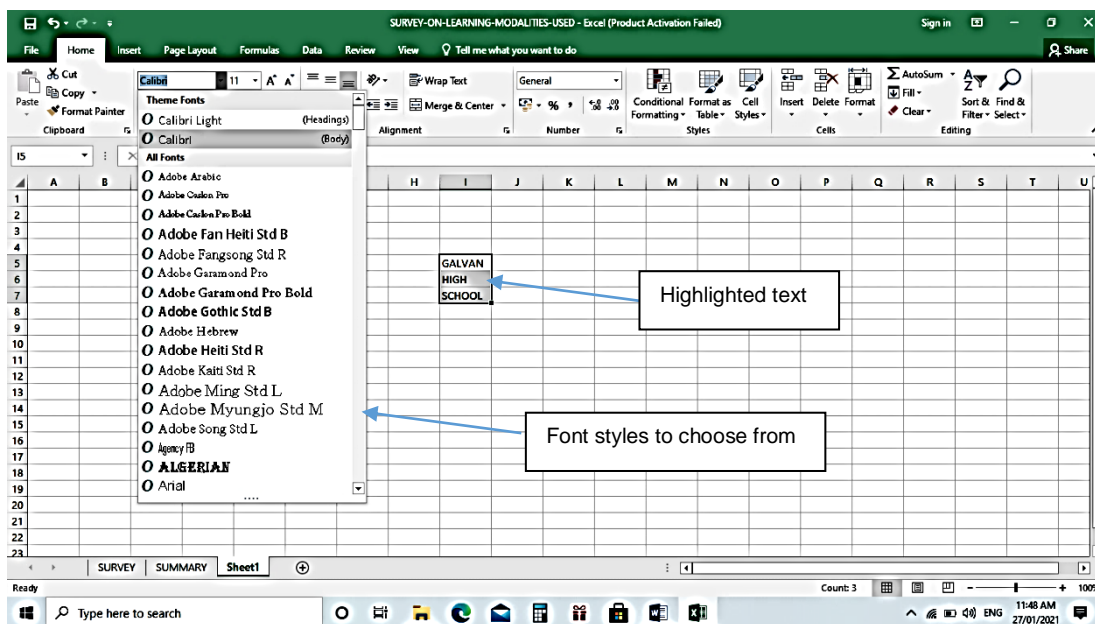 SURVEY-ON-LEARNING-MODALITIES-USED - Excel (Product Activation Failed)
Sign in
File Home Insert Page Layout Formulas Data Review View Tell me what you want to do
Share
Paste
Cut
Copy
Format Painter
Clipboard
Calibri 11
A A
Wrap Text
Merge & Center
Alignment
General
% ,
Number
Conditional Formatting
Format as Table
Cell Styles
Styles
Insert Delete Format
Cells
AutoSum
Fill
Clear
Sort & Filter
Find & Select
Editing
Theme Fonts
Calibri Light (Headings)
Calibri (Body)
All Fonts
Adobe Arabic
Adobe Caslon Pro
Adobe Caslon Pro Bold
Adobe Fan Heiti Std B
Adobe Fangsong Std R
Adobe Garamond Pro
Adobe Garamond Pro Bold
Adobe Gothic Std B
Adobe Hebrew
Adobe Heiti Std R
Adobe Kaiti Std R
Adobe Ming Std L
Adobe Myungjo Std M
Adobe Song Std L
Agency FB
ALGERIAN
Arial
I5
A B H I J K L M N O P Q R S T U
1
2
3
4
5
6
7
8
9
10
11
12
13
14
15
16
17
18
19
20
21
22
23
GALVAN
HIGH
SCHOOL
Highlighted text
Font styles to choose from
SURVEY SUMMARY Sheet1
Ready
Count: 3
100%
Type here to search
ENG
11:48 AM
27/01/2021